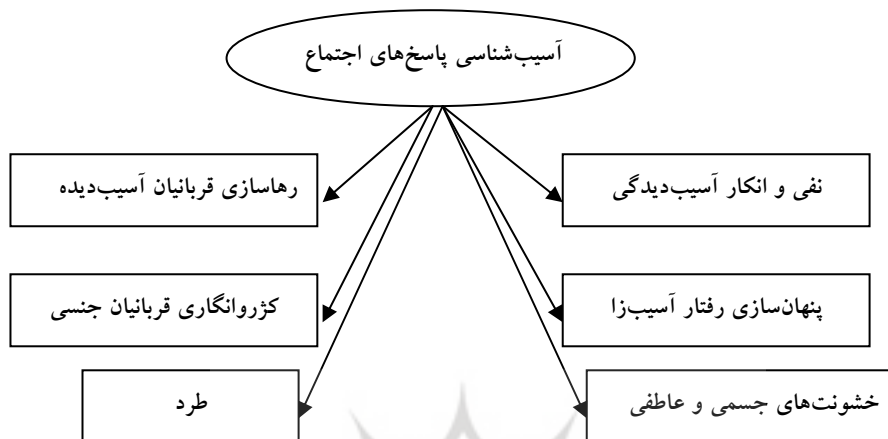 آسیب‌شناسی پاسخ‌های اجتماع
نفی و انکار آسیب‌دیدگی
رهاسازی قربانیان آسیب‌دیده
پنهان‌سازی رفتار آسیب‌زا
کژروانگاری قربانیان جنسی
خشونت‌های جسمی و عاطفی
طرد